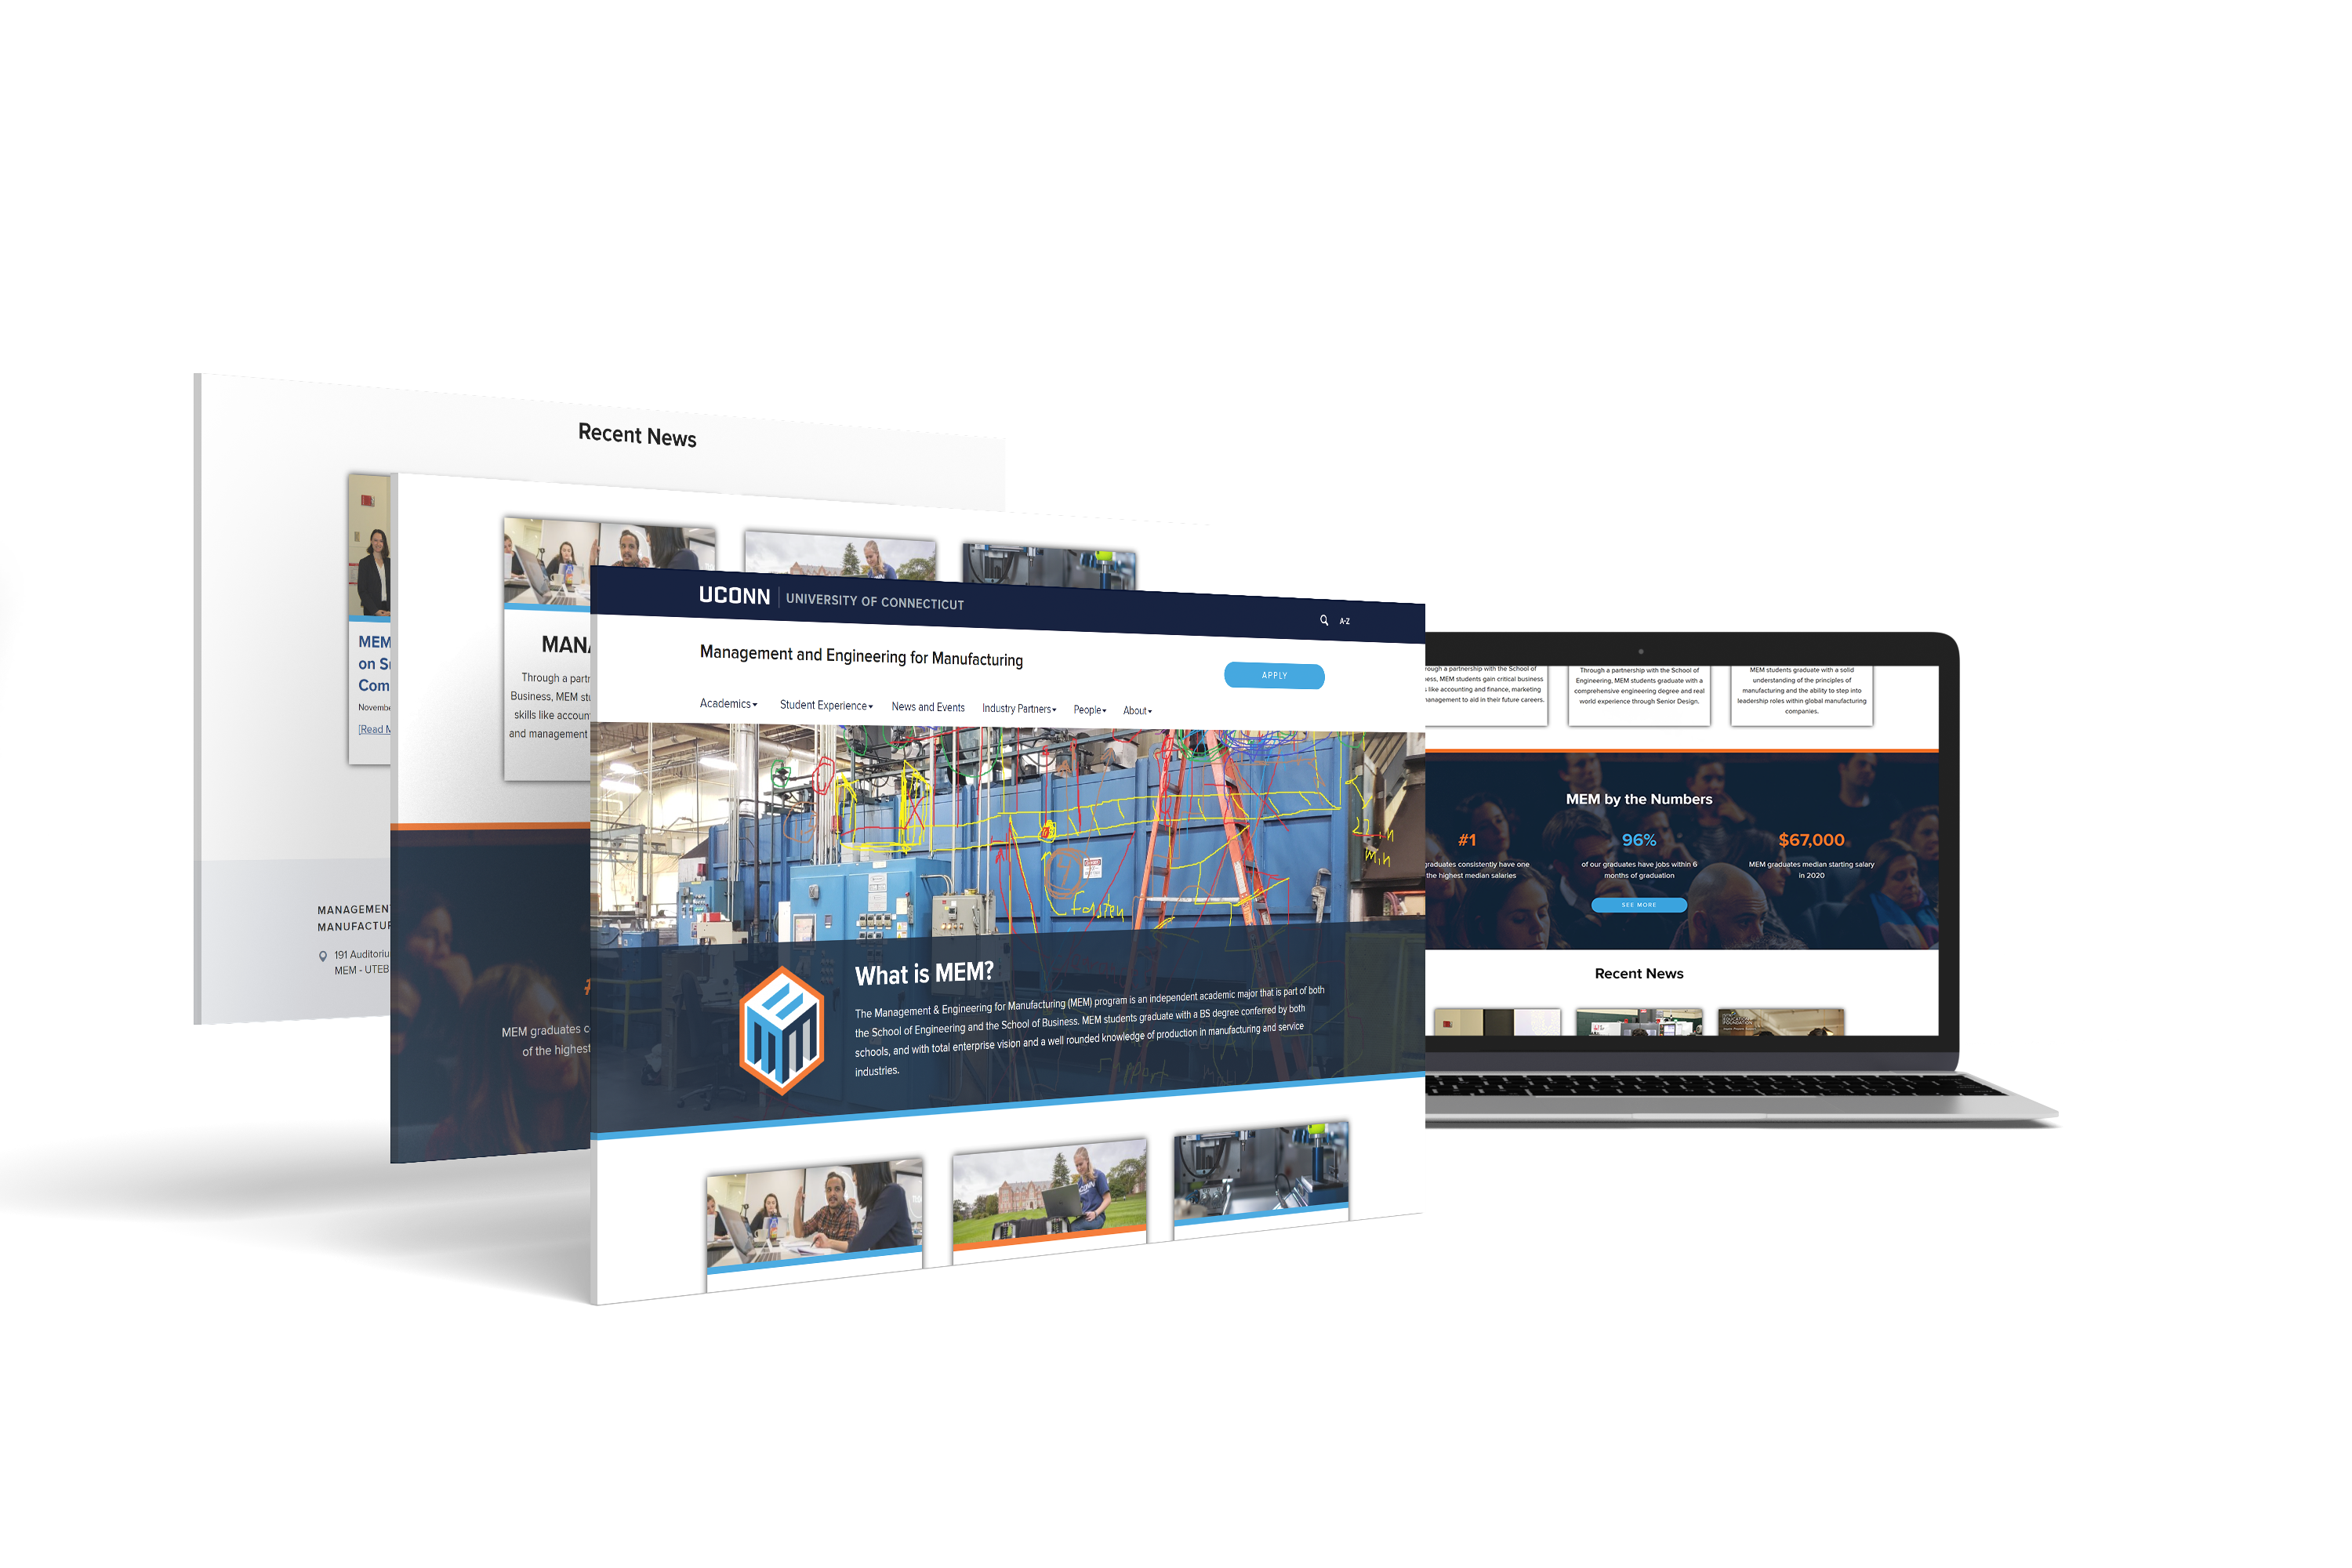 Recent News
MEM
on
Com
[Read
MANAGEMENT
MANUFACTUR
191 Auditoriu
MEM - UTEB
MANA
Through a partn
Business, MEM stu
skills like accoun
and management
MEM graduates c
of the highest
UCONN | UNIVERSITY OF CONNECTICUT
A-Z
Management and Engineering for Manufacturing
APPLY
Academics Student Experience News and Events Industry Partners People About
22 in
min
What is MEM?
The Management & Engineering for Manufacturing (MEM) program is an independent academic major that is part of both
the School of Engineering and the School of Business. MEM students graduate with a BS degree conferred by both
schools, and with total enterprise vision and a well rounded knowledge of production in manufacturing and service
industries.
rough a partnership with the School of
ess, MEM students gain critical business
like accounting and finance, marketing
anagement to aid in their future careers.
Through a partnership with the School of
Engineering, MEM students graduate with a
comprehensive engineering degree and real
world experience through Senior Design.
MEM students graduate with a solid
understanding of the principles of
manufacturing and the ability to step into
leadership roles within global manufacturing
companies.
MEM by the Numbers
#1
graduates consistently have one
the highest median salaries
96%
of our graduates have jobs within 6
months of graduation
$67,000
MEM graduates median starting salary
in 2020
SEE MORE
Recent News
EDUCATION
FOUNDATION